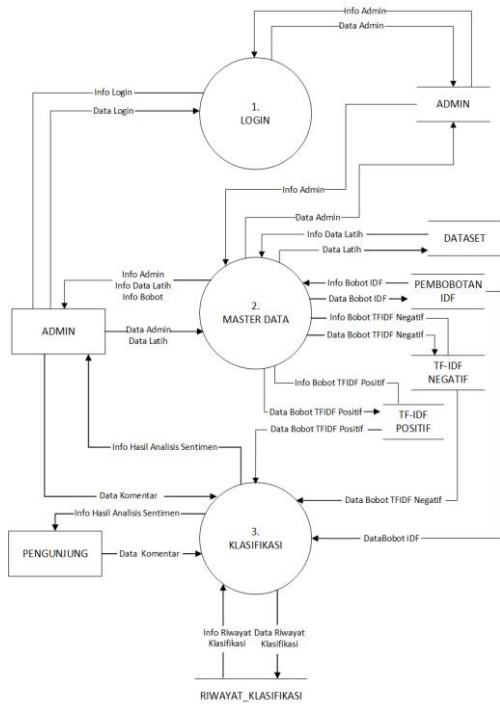 Info Admin
Data Admin
Info Login
Data Login
1.
LOGIN
ADMIN
Info Admin
Data Admin
Info Data Latih
Data Latih
DATASET
Info Admin
Info Data Latih
Info Bobot
Info Bobot IDF
Data Bobot IDF
PEMBOBOTAN
IDF
2.
MASTER DATA
ADMIN
Data Admin
Data Latih
Info Bobot TFIDF Negatif
Data Bobot TFIDF Negatif
TF-IDF
NEGATIF
Info Bobot TFIDF Positif
Data Bobot TFIDF Positif
TF-IDF
POSITIF
Data Bobot TFIDF Positif
Info Hasil Analisis Sentimen
Data Komentar
Data Bobot TFIDF Negatif
Info Hasil Analisis Sentimen
3.
KLASIFIKASI
DataBobot IDF
PENGUNJUNG
Data Komentar
Info Riwayat
Klasifikasi
Data Riwayat
Klasifikasi
RIWAYAT_KLASIFIKASI